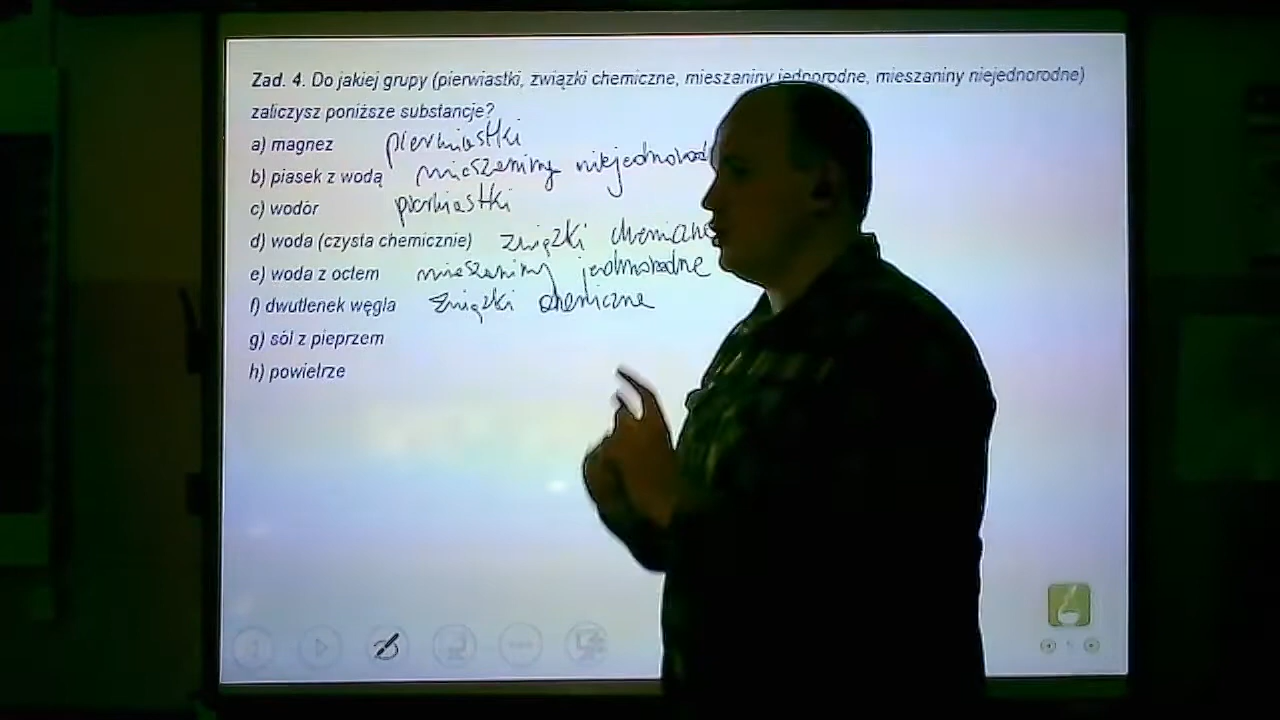 Zad. 4. Do jakiej grupy (pierwiastki, związki chemiczne, mieszaniny jednorodne, mieszaniny niejednorodne)
zaliczysz poniższe substancje?
a) magnez pierwiastki
b) piasek z wodą mieszaniny niejednorod
c) wodór pierwiastki
d) woda (czysta chemicznie) związki chemiczne
e) woda z octem mieszaniny jednorodne
f) dwutlenek węgla związki chemiczne
g) sól z pieprzem
h) powietrze